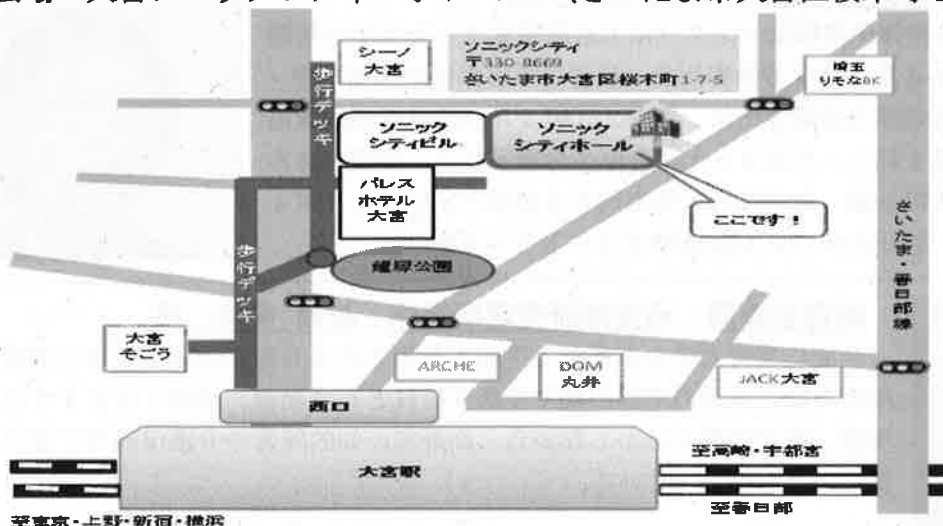 シーノ
大宮
ソニックシティ
〒330-8669
さいたま市大宮区桜木町1-7-5
埼玉
りそなBK
歩行デッキ
ソニック
シティビル
ソニック
シティホール
パレス
ホテル
大宮
ここです！
さいたま・春日部線
歩行デッキ
鐘塚公園
大宮
そごう
ARCHE
DOM
丸井
JACK大宮
西口
大宮駅
至高崎・宇都宮
至春日部
至東京・上野・新宿・横浜